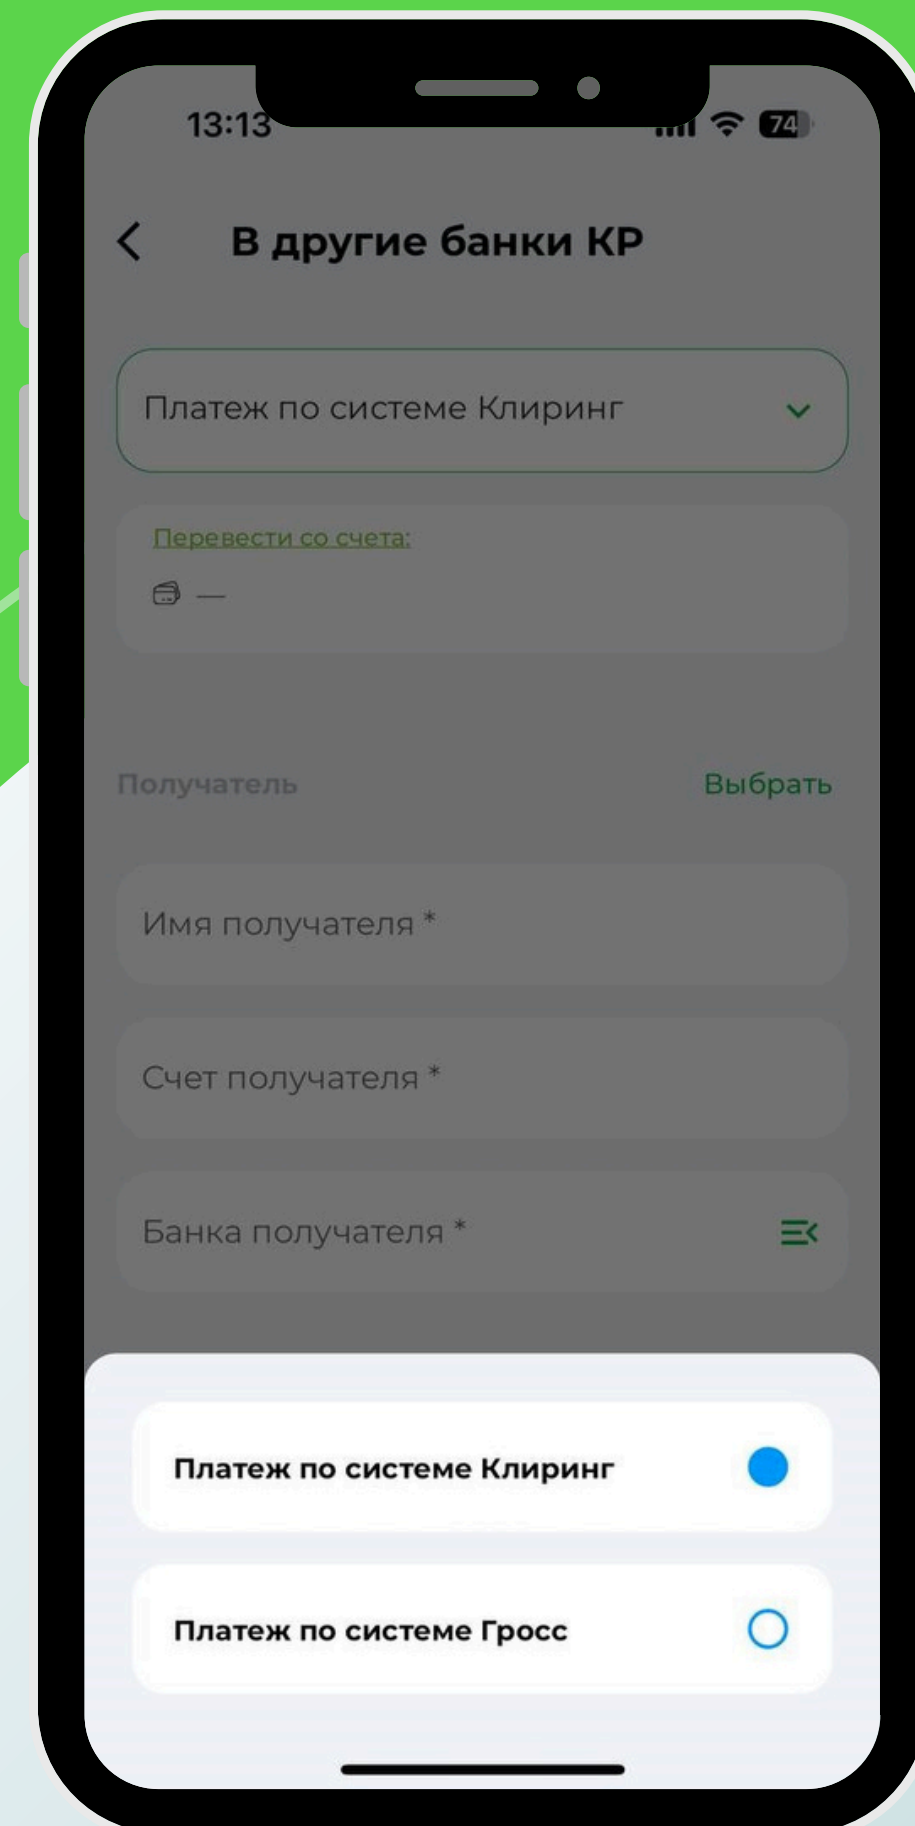 13:13
74
В другие банки КР
Платеж по системе Клиринг
Перевести со счета:
—
Получатель
Выбрать
Имя получателя *
Счет получателя *
Банка получателя *
Платеж по системе Клиринг
Платеж по системе Гросс